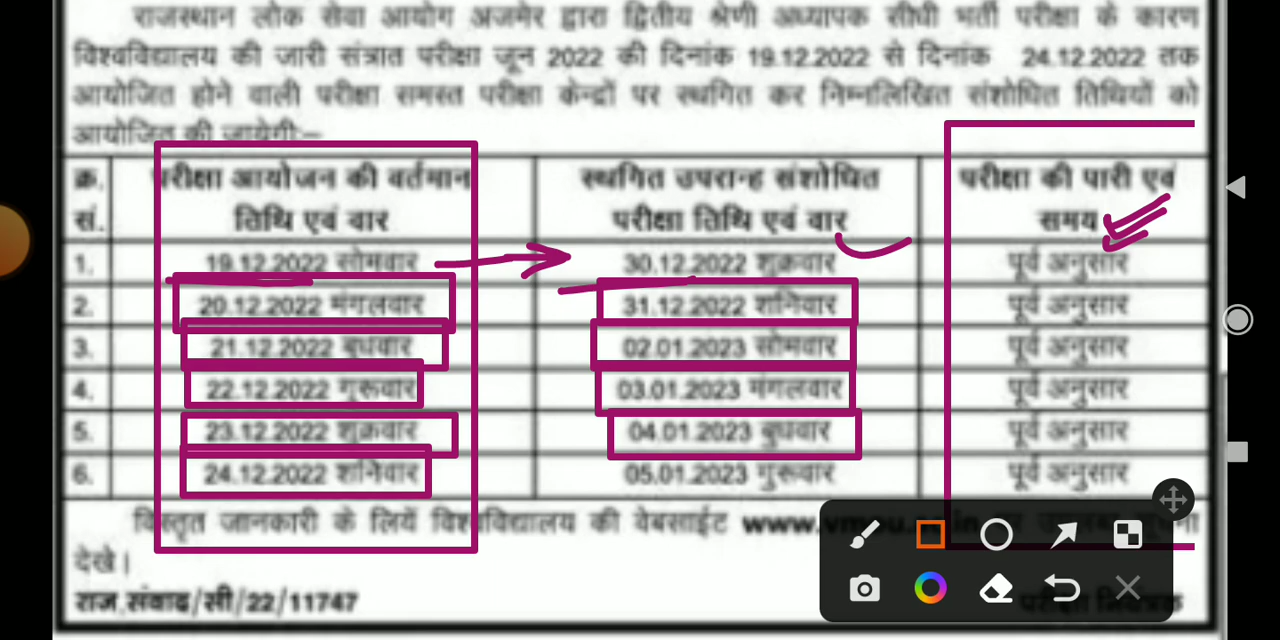 राजस्थान लोक सेवा आयोग अजमेर द्वारा द्वितीय श्रेणी अध्यापक सीधी भर्ती परीक्षा के कारण
विश्वविद्यालय की जारी संत्रात परीक्षा जून 2022 की दिनांक 19.12.2022 से दिनांक 24.12.2022 तक
आयोजित होने वाली परीक्षा समस्त परीक्षा केन्द्रों पर स्थगित कर निम्नलिखित संशोधित तिथियों को
आयोजित की जायेगी:–
क्र. सं. परीक्षा आयोजन की वर्तमान तिथि एवं वार स्थगित उपरान्ह संशोधित परीक्षा तिथि एवं वार परीक्षा की पारी एवं समय
1. 19.12.2022 सोमवार 30.12.2022 शुक्रवार पूर्व अनुसार
2. 20.12.2022 मंगलवार 31.12.2022 शनिवार पूर्व अनुसार
3. 21.12.2022 बुधवार 02.01.2023 सोमवार पूर्व अनुसार
4. 22.12.2022 गुरूवार 03.01.2023 मंगलवार पूर्व अनुसार
5. 23.12.2022 शुक्रवार 04.01.2023 बुधवार पूर्व अनुसार
6. 24.12.2022 शनिवार 05.01.2023 गुरूवार पूर्व अनुसार
विस्तृत जानकारी के लियें विश्वविद्यालय की वेबसाईट
देखे।
राज.संवाद/सी/22/11747